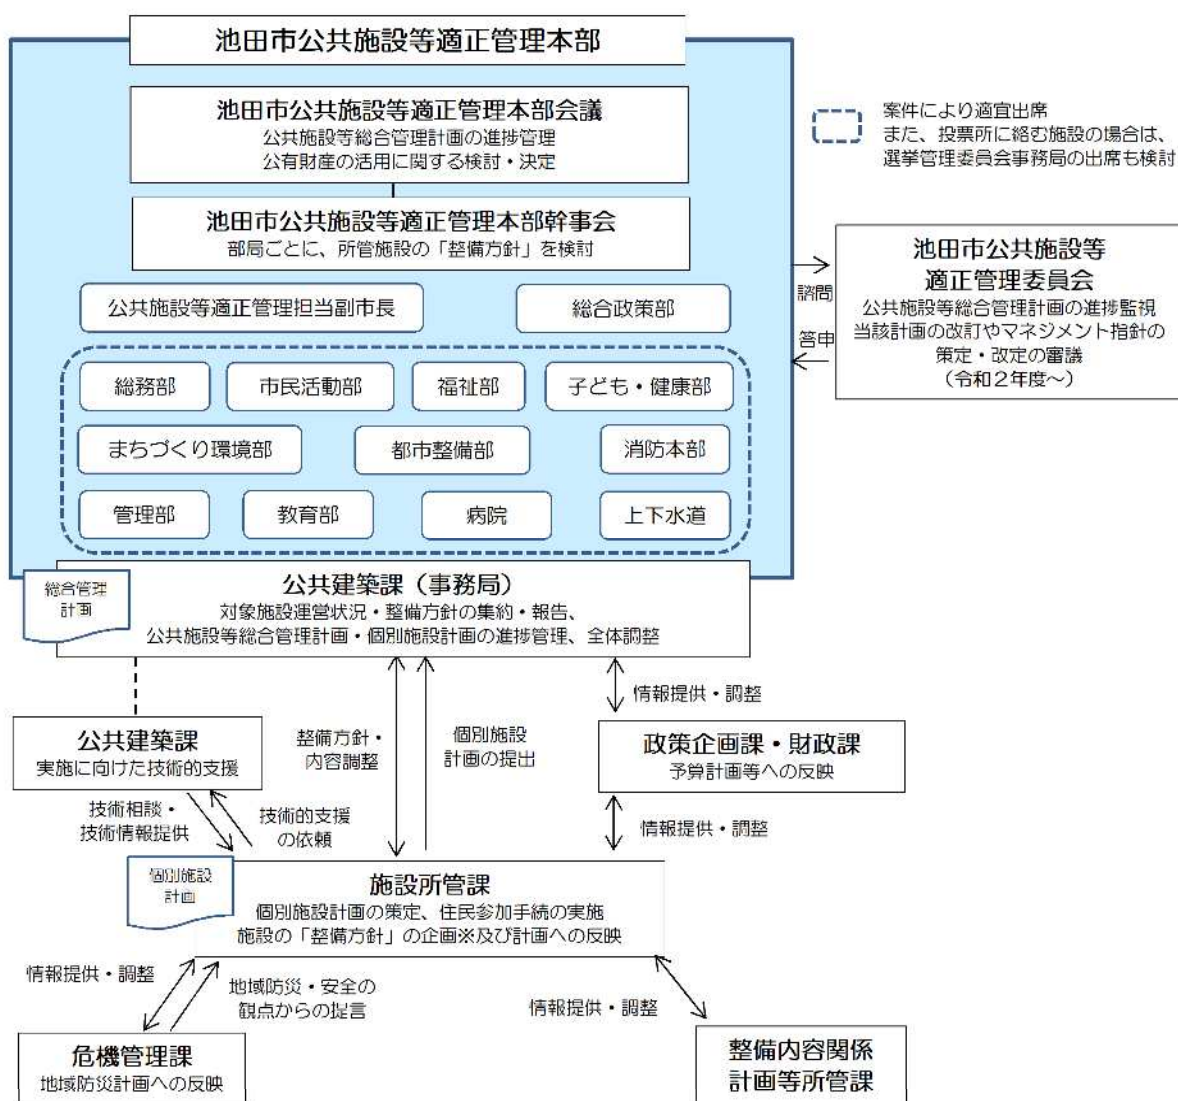 池田市公共施設等適正管理本部
池田市公共施設等適正管理本部会議
公共施設等総合管理計画の進捗管理
公有財産の活用に関する検討・決定
案件により適宜出席
また、投票所に絡む施設の場合は、
選挙管理委員会事務局の出席も検討
池田市公共施設等適正管理本部幹事会
部局ごとに、所管施設の「整備方針」を検討
諮問
答申
池田市公共施設等
適正管理委員会
公共施設等総合管理計画の進捗監視
当該計画の改訂やマネジメント指針の
策定・改定の審議
（令和２年度～）
公共施設等適正管理担当副市長
総合政策部
総務部
市民活動部
福祉部
子ども・健康部
まちづくり環境部
都市整備部
消防本部
管理部
教育部
病院
上下水道
総合管理
計画
公共建築課（事務局）
対象施設運営状況・整備方針の集約・報告、
公共施設等総合管理計画・個別施設計画の進捗管理、全体調整
情報提供・調整
公共建築課
実施に向けた技術的支援
整備方針・
内容調整
個別施設
計画の提出
政策企画課・財政課
予算計画等への反映
技術相談・
技術情報提供
技術的支援
の依頼
情報提供・調整
個別施設
計画
施設所管課
個別施設計画の策定、住民参加手続の実施
施設の「整備方針」の企画※及び計画への反映
情報提供・調整
地域防災・安全の
観点からの提言
情報提供・調整
危機管理課
地域防災計画への反映
整備内容関係
計画等所管課